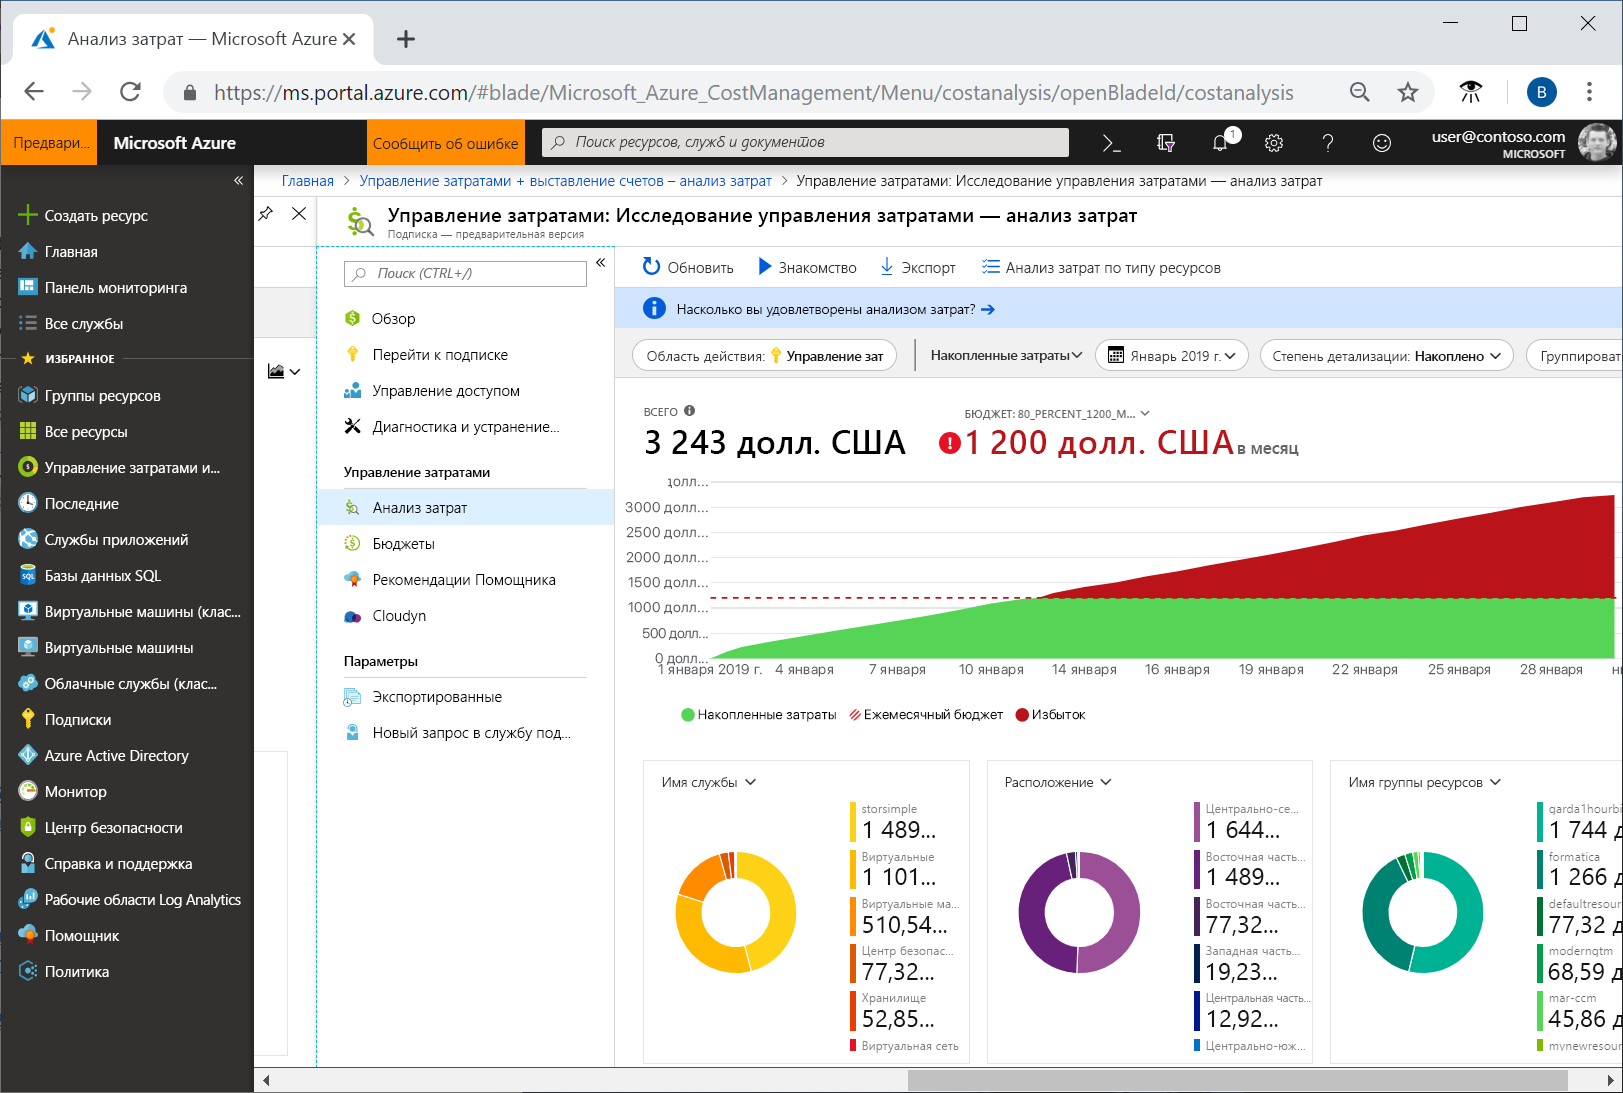 Анализ затрат — Microsoft Azure
https://ms.portal.azure.com/#blade/Microsoft_Azure_CostManagement/Menu/costanalysis/openBladeId/costanalysis
B
Предвари...
Microsoft Azure
Сообщить об ошибке
Поиск ресурсов, служб и документов
1
user@contoso.com
MICROSOFT
Главная > Управление затратами + выставление счетов – анализ затрат > Управление затратами: Исследование управления затратами — анализ затрат
Создать ресурс
Главная
Панель мониторинга
Все службы
ИЗБРАННОЕ
Группы ресурсов
Все ресурсы
Управление затратами и...
Последние
Службы приложений
Базы данных SQL
Виртуальные машины (клас...
Виртуальные машины
Облачные службы (клас...
Подписки
Azure Active Directory
Монитор
Центр безопасности
Справка и поддержка
Рабочие области Log Analytics
Помощник
Политика
Управление затратами: Исследование управления затратами — анализ затрат
Подписка — предварительная версия
Поиск (CTRL+/)
Обзор
Перейти к подписке
Управление доступом
Диагностика и устранение...
Управление затратами
Анализ затрат
Бюджеты
Рекомендации Помощника
Cloudyn
Параметры
Экспортированные
Новый запрос в службу под...
Обновить
Знакомство
Экспорт
Анализ затрат по типу ресурсов
Насколько вы удовлетворены анализом затрат?
Область действия: Управление зат
Накопленные затраты
Январь 2019 г.
Степень детализации: Накоплено
Группироват
ВСЕГО
3 243 долл. США
БЮДЖЕТ: 80_PERCENT_1200_M...
1 200 долл. США в месяц
долл...
3000 долл...
2500 долл...
2000 долл...
1500 долл...
1000 долл...
500 долл...
0 долл...
1 января 2019 г.
4 января
7 января
10 января
14 января
16 января
19 января
22 января
25 января
28 января
Накопленные затраты
Ежемесячный бюджет
Избыток
Имя службы
storsimple
1 489...
Виртуальные
1 101...
Виртуальные ма...
510,54...
Центр безопас...
77,32...
Хранилище
52,85...
Виртуальная сеть
Расположение
Центрально-се...
1 644...
Восточная часть...
1 489...
Восточная часть...
77,32...
Западная часть...
19,23...
Центральная часть...
12,92...
Центрально-юж...
Имя группы ресурсов
garda1hourbi
1 744 д
formatica
1 266 д
defaultresour
77,32 д
moderngtm
68,59 д
mar-ccm
45,86 д
mynewresour